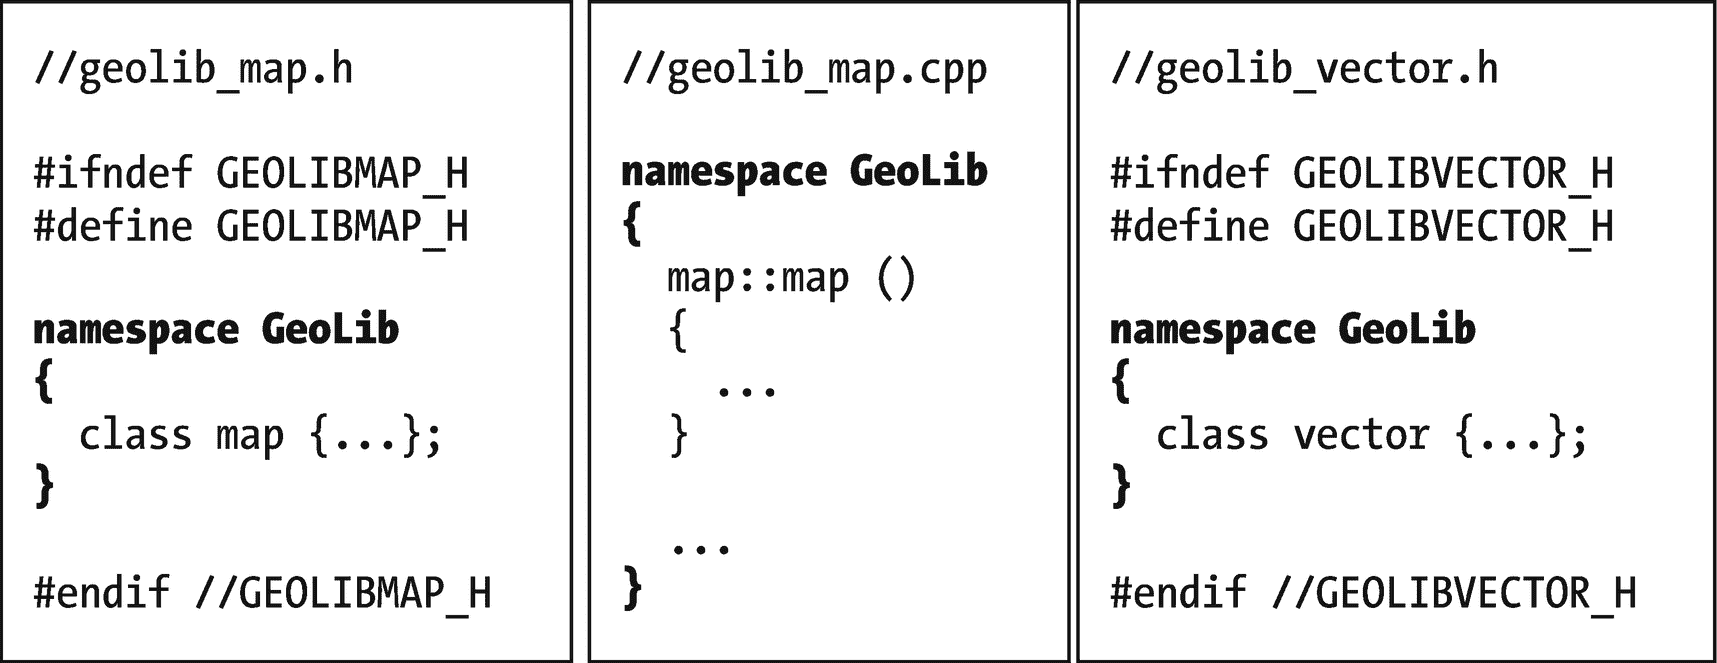 //geolib_map.h
#ifndef GEOLIBMAP_H
#define GEOLIBMAP_H
namespace GeoLib
{
class map {...};
}
#endif //GEOLIBMAP_H
//geolib_map.cpp
namespace GeoLib
{
map::map ()
{
...
}
...
}
//geolib_vector.h
#ifndef GEOLIBVECTOR_H
#define GEOLIBVECTOR_H
namespace GeoLib
{
class vector {...};
}
#endif //GEOLIBVECTOR_H